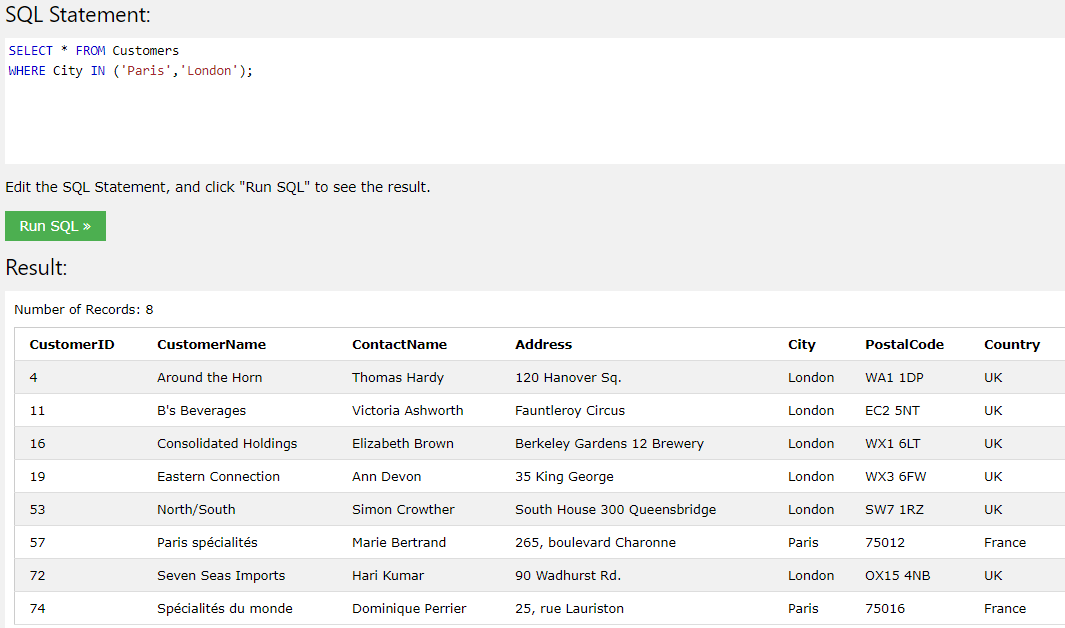 SQL Statement:
SELECT * FROM Customers
WHERE City IN ('Paris','London');
Edit the SQL Statement, and click "Run SQL" to see the result.
Run SQL »
Result:
Number of Records: 8
CustomerID CustomerName ContactName Address City PostalCode Country
4 Around the Horn Thomas Hardy 120 Hanover Sq. London WA1 1DP UK
11 B's Beverages Victoria Ashworth Fauntleroy Circus London EC2 5NT UK
16 Consolidated Holdings Elizabeth Brown Berkeley Gardens 12 Brewery London WX1 6LT UK
19 Eastern Connection Ann Devon 35 King George London WX3 6FW UK
53 North/South Simon Crowther South House 300 Queensbridge London SW7 1RZ UK
57 Paris spécialités Marie Bertrand 265, boulevard Charonne Paris 75012 France
72 Seven Seas Imports Hari Kumar 90 Wadhurst Rd. London OX15 4NB UK
74 Spécialités du monde Dominique Perrier 25, rue Lauriston Paris 75016 France